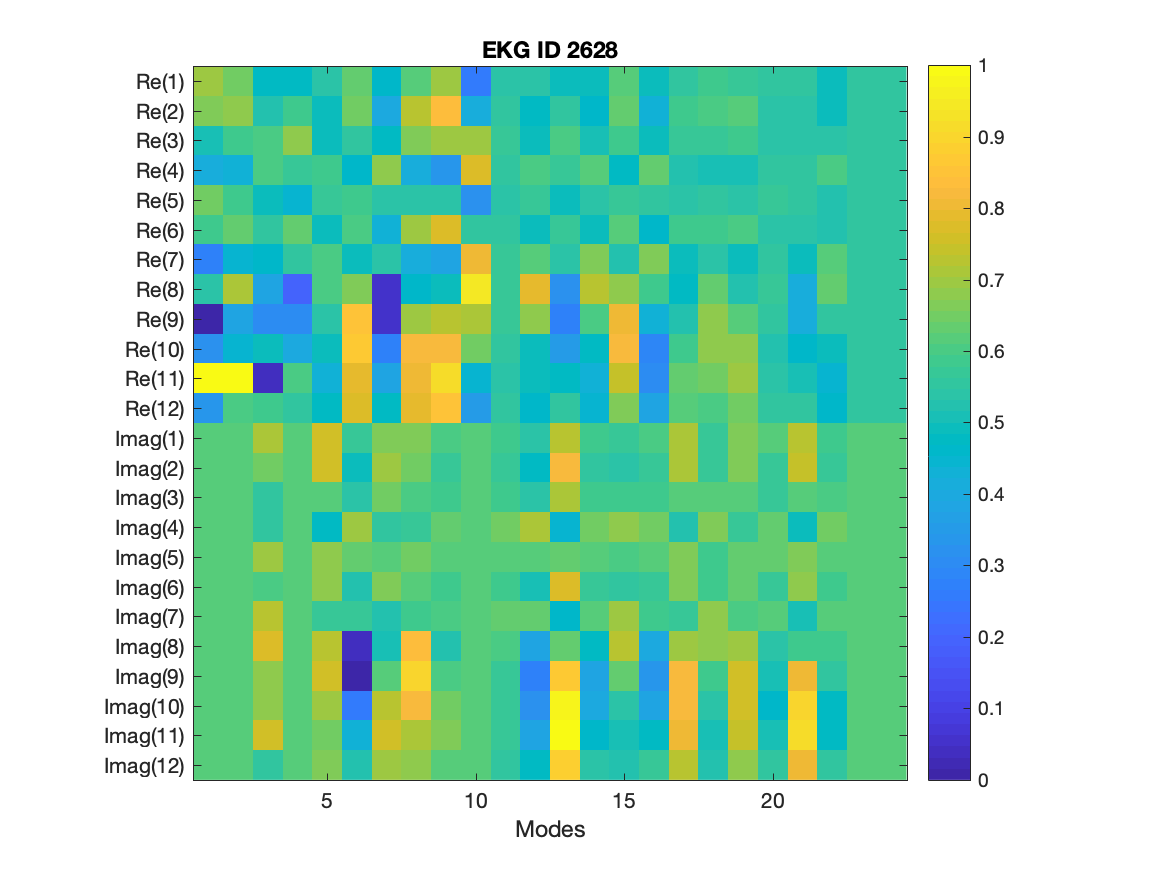 EKG ID 2628
Re(1)
Re(2)
Re(3)
Re(4)
Re(5)
Re(6)
Re(7)
Re(8)
Re(9)
Re(10)
Re(11)
Re(12)
Imag(1)
Imag(2)
Imag(3)
Imag(4)
Imag(5)
Imag(6)
Imag(7)
Imag(8)
Imag(9)
Imag(10)
Imag(11)
Imag(12)
5 10 15 20
Modes
1
0.9
0.8
0.7
0.6
0.5
0.4
0.3
0.2
0.1
0